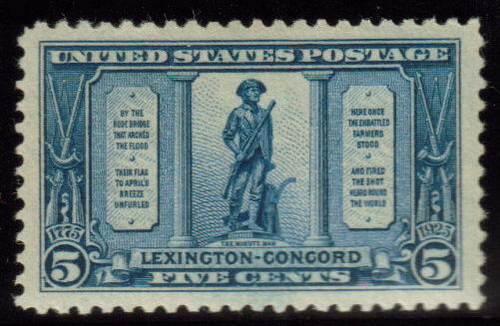 UNITED STATES POSTAGE
BY THE
RUDE BRIDGE
THAT ARCHED
THE FLOOD
THEIR FLAG
TO APRIL'S
BREEZE
UNFURLED
HERE ONCE
THE EMBATTLED
FARMERS
STOOD
AND FIRED
THE SHOT
HEARD ROUND
THE WORLD
1775
THE MINUTE MAN
1925
5
LEXINGTON-CONCORD
5
FIVE CENTS